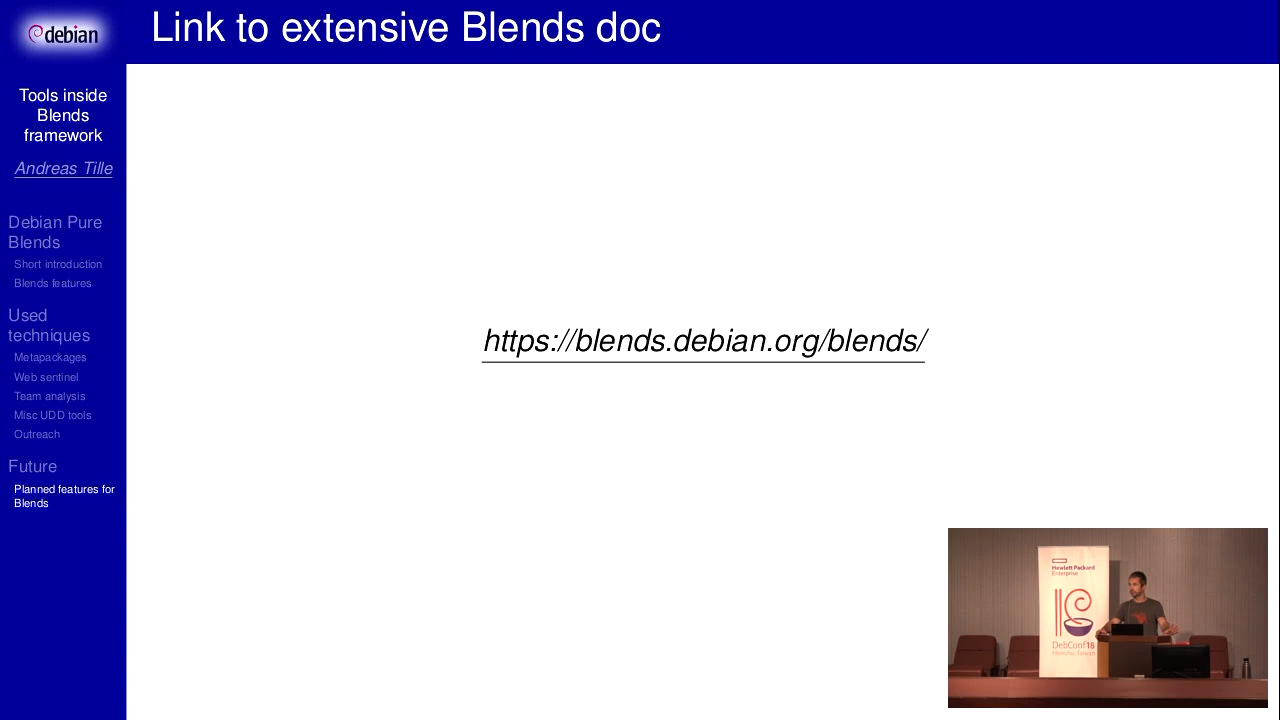 debian
Link to extensive Blends doc
Tools inside
Blends
framework
Andreas Tille
Debian Pure
Blends
Short introduction
Blends features
Used
techniques
Metapackages
Web sentinel
Team analysis
Misc UDD tools
Outreach
Future
Planned features for
Blends
https://blends.debian.org/blends/
Hewlett Packard
Enterprise
DebConf18
Hsinchu, Taiwan